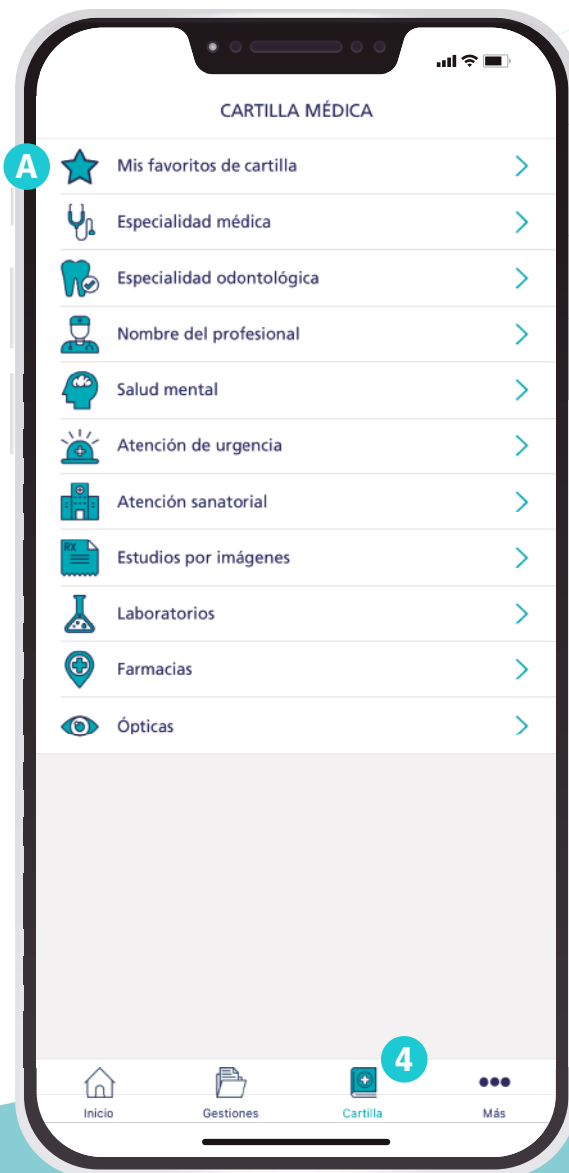 CARTILLA MÉDICA
A
Mis favoritos de cartilla
Especialidad médica
Especialidad odontológica
Nombre del profesional
Salud mental
Atención de urgencia
Atención sanatorial
RX
Estudios por imágenes
Laboratorios
Farmacias
Ópticas
4
Inicio
Gestiones
Cartilla
Más